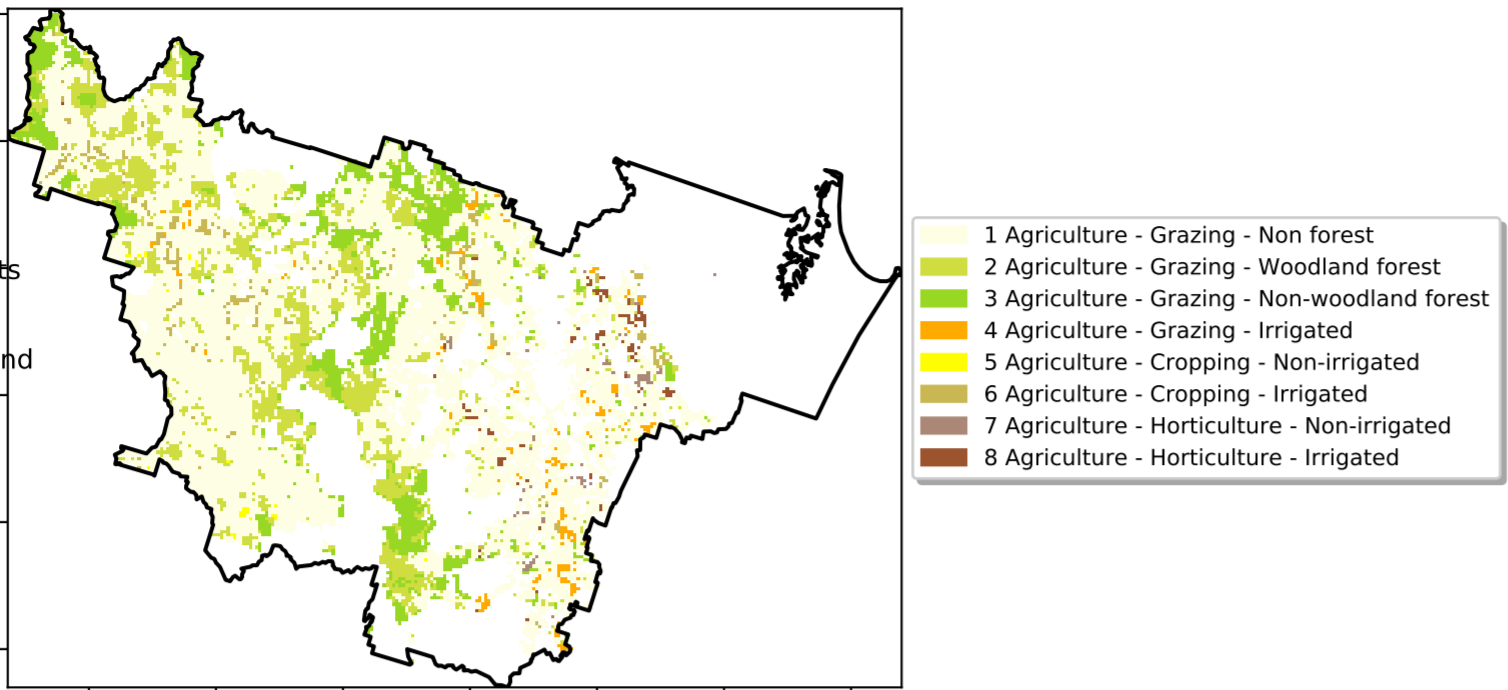 ts
nd
1 Agriculture - Grazing - Non forest
2 Agriculture - Grazing - Woodland forest
3 Agriculture - Grazing - Non-woodland forest
4 Agriculture - Grazing - Irrigated
5 Agriculture - Cropping - Non-irrigated
6 Agriculture - Cropping - Irrigated
7 Agriculture - Horticulture - Non-irrigated
8 Agriculture - Horticulture - Irrigated